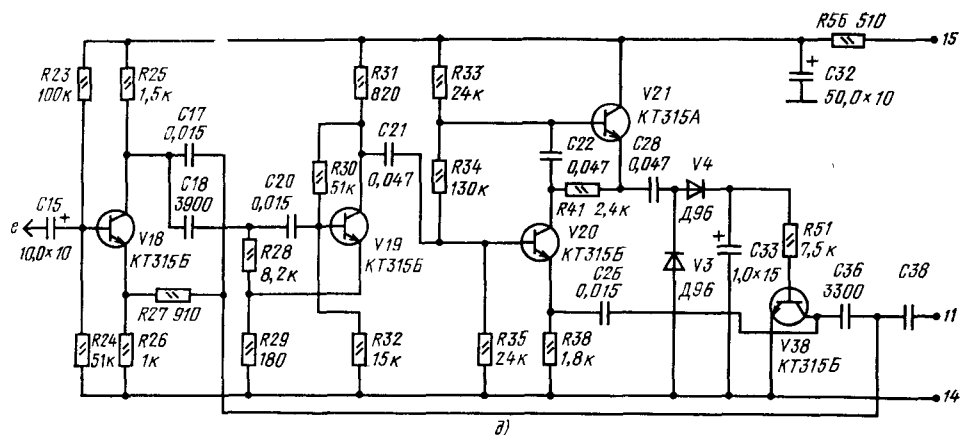 R56 510
15
R23
100к
R25
1,5к
C17
0,015
C18
3900
C15
+
е
10,0×10
V18
КТ315Б
R27 910
R24
51к
R26
1к
C20
0,015
R28
8,2к
R29
180
R30
51к
R31
820
C21
0,047
V19
КТ315Б
R32
15к
R33
24к
R34
130к
R35
24к
V21
КТ315А
C22
0,047
C28
0,047
R41 2,4к
V20
КТ315Б
C26
0,015
R38
1,8к
V4
Д9б
V3
Д9б
+
C32
50,0×10
+
C33
1,0×15
R51
7,5к
C36
3300
C38
11
V38
КТ315Б
14
д)